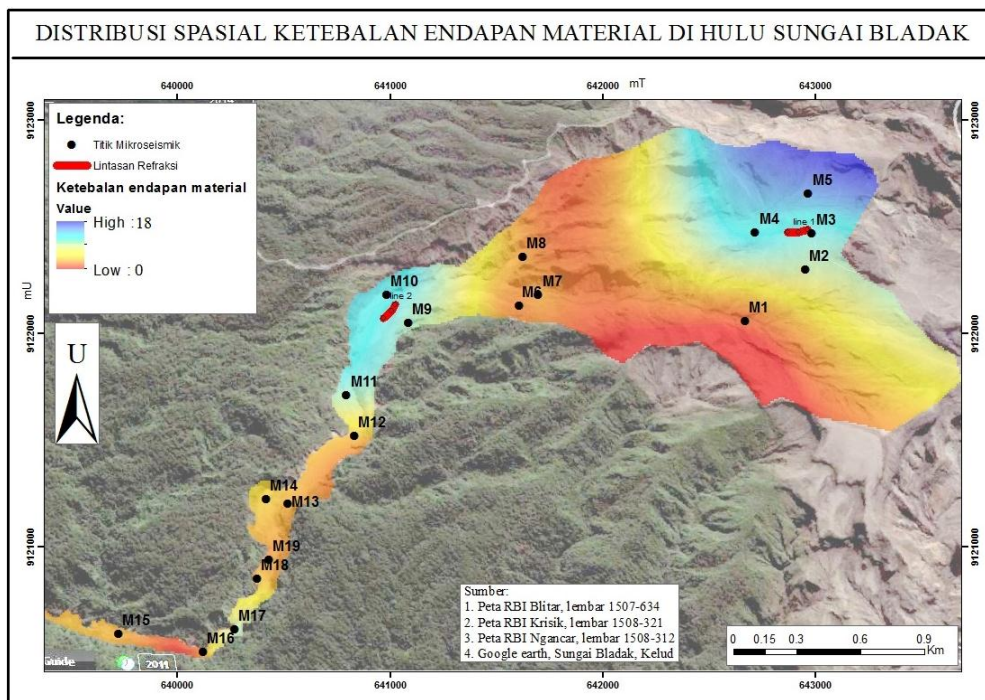 DISTRIBUSI SPASIAL KETEBALAN ENDAPAN MATERIAL DI HULU SUNGAI BLADAK
640000
641000
mT
642000
643000
9123000
9123000
Legenda:
Titik Mikroseismik
Lintasan Refraksi
Ketebalan endapan material
Value
High : 18
Low : 0
M5
M4
line 1
M3
M2
M8
M7
M6
M1
M10
line 2
M9
mU
9122000
9122000
U
M11
M12
M14
M13
M19
M18
9121000
9121000
M17
M15
M16
Guide
2011
Sumber:
1. Peta RBI Blitar, lembar 1507-634
2. Peta RBI Krisik, lembar 1508-321
3. Peta RBI Ngancar, lembar 1508-312
4. Google earth, Sungai Bladak, Kelud
0 0.15 0.3 0.6 0.9
Km
640000
641000
642000
643000